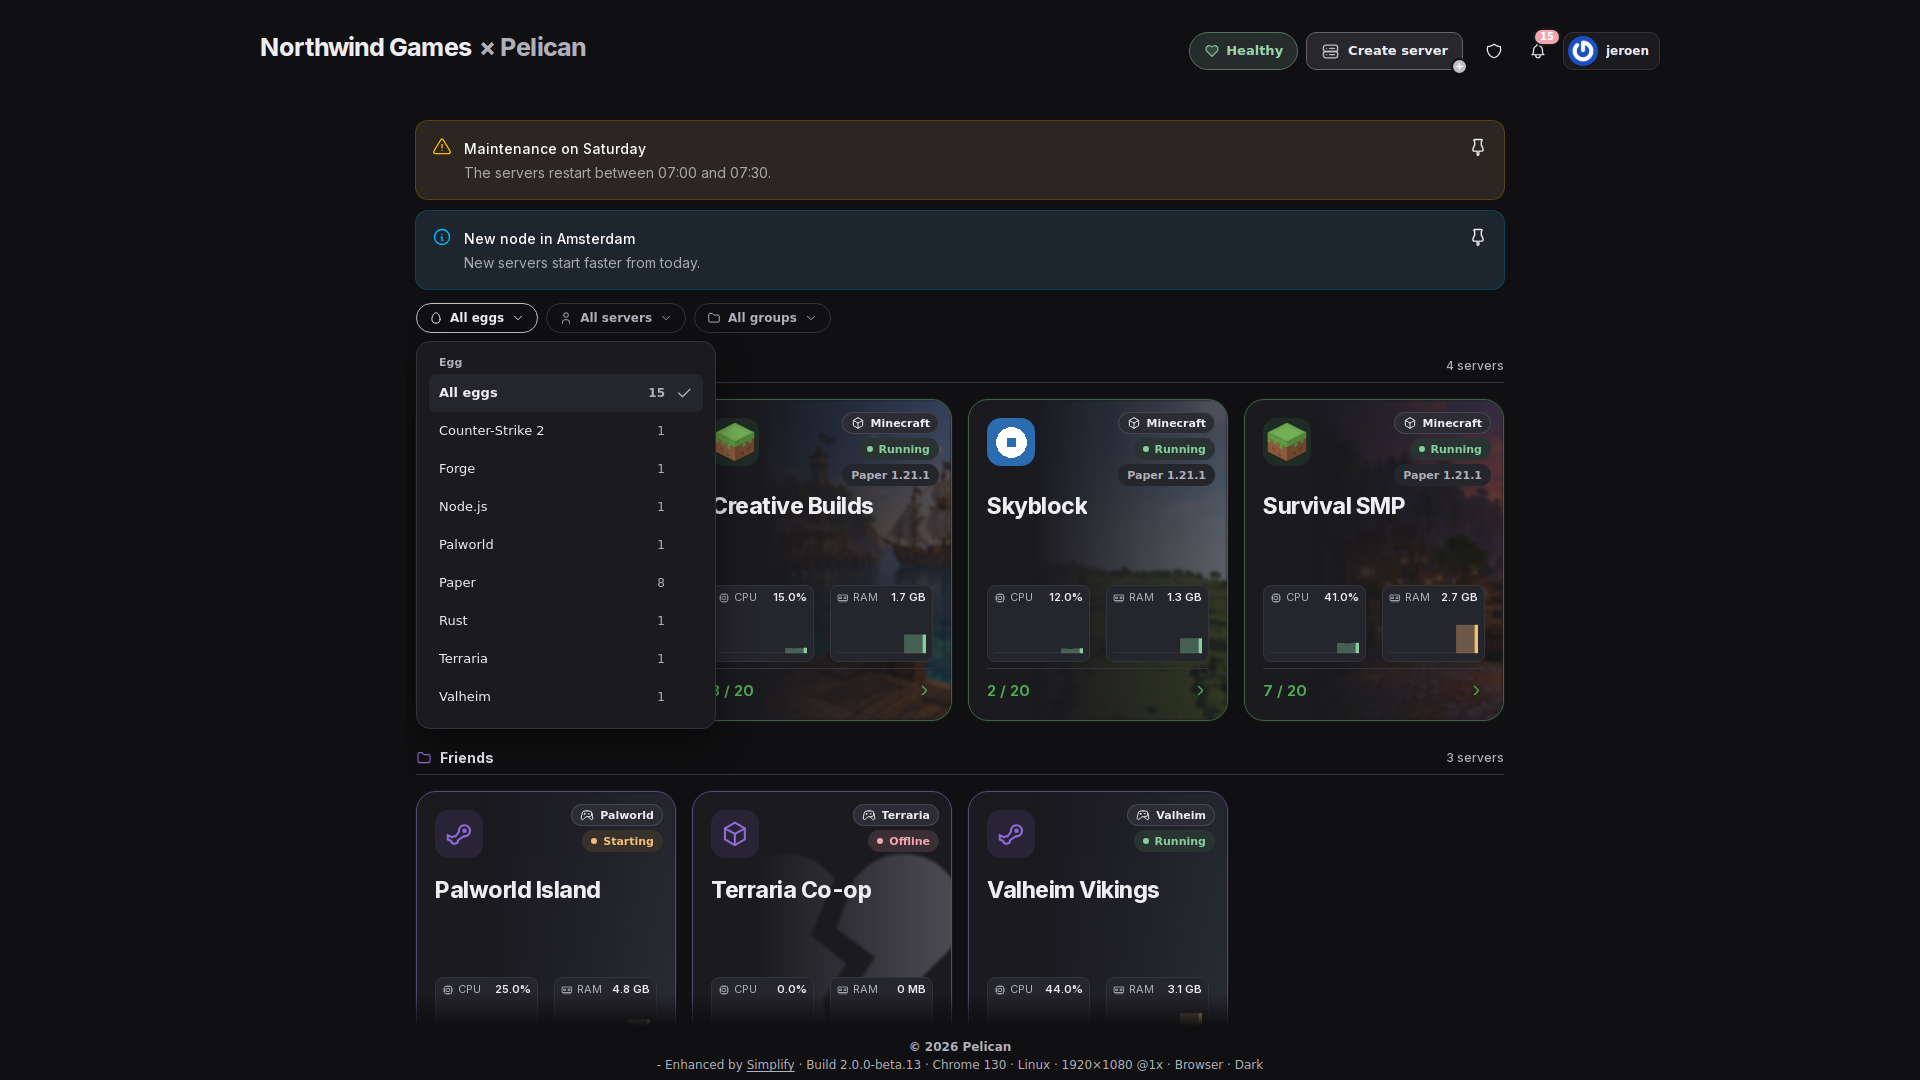 Northwind Games × Pelican
Healthy
Create server
15
jeroen
Maintenance on Saturday
The servers restart between 07:00 and 07:30.
New node in Amsterdam
New servers start faster from today.
All eggs
All servers
All groups
4 servers
Egg
All eggs 15
Counter-Strike 2 1
Forge 1
Node.js 1
Palworld 1
Paper 8
Rust 1
Terraria 1
Valheim 1
Minecraft
Running
Paper 1.21.1
Creative Builds
CPU 15.0%
RAM 1.7 GB
/ 20
Minecraft
Running
Paper 1.21.1
Skyblock
CPU 12.0%
RAM 1.3 GB
2 / 20
Minecraft
Running
Paper 1.21.1
Survival SMP
CPU 41.0%
RAM 2.7 GB
7 / 20
Friends
3 servers
Palworld
Starting
Palworld Island
CPU 25.0%
RAM 4.8 GB
Terraria
Offline
Terraria Co-op
CPU 0.0%
RAM 0 MB
Valheim
Running
Valheim Vikings
CPU 44.0%
RAM 3.1 GB
© 2026 Pelican
- Enhanced by Simplify · Build 2.0.0-beta.13 · Chrome 130 · Linux · 1920×1080 @1x · Browser · Dark